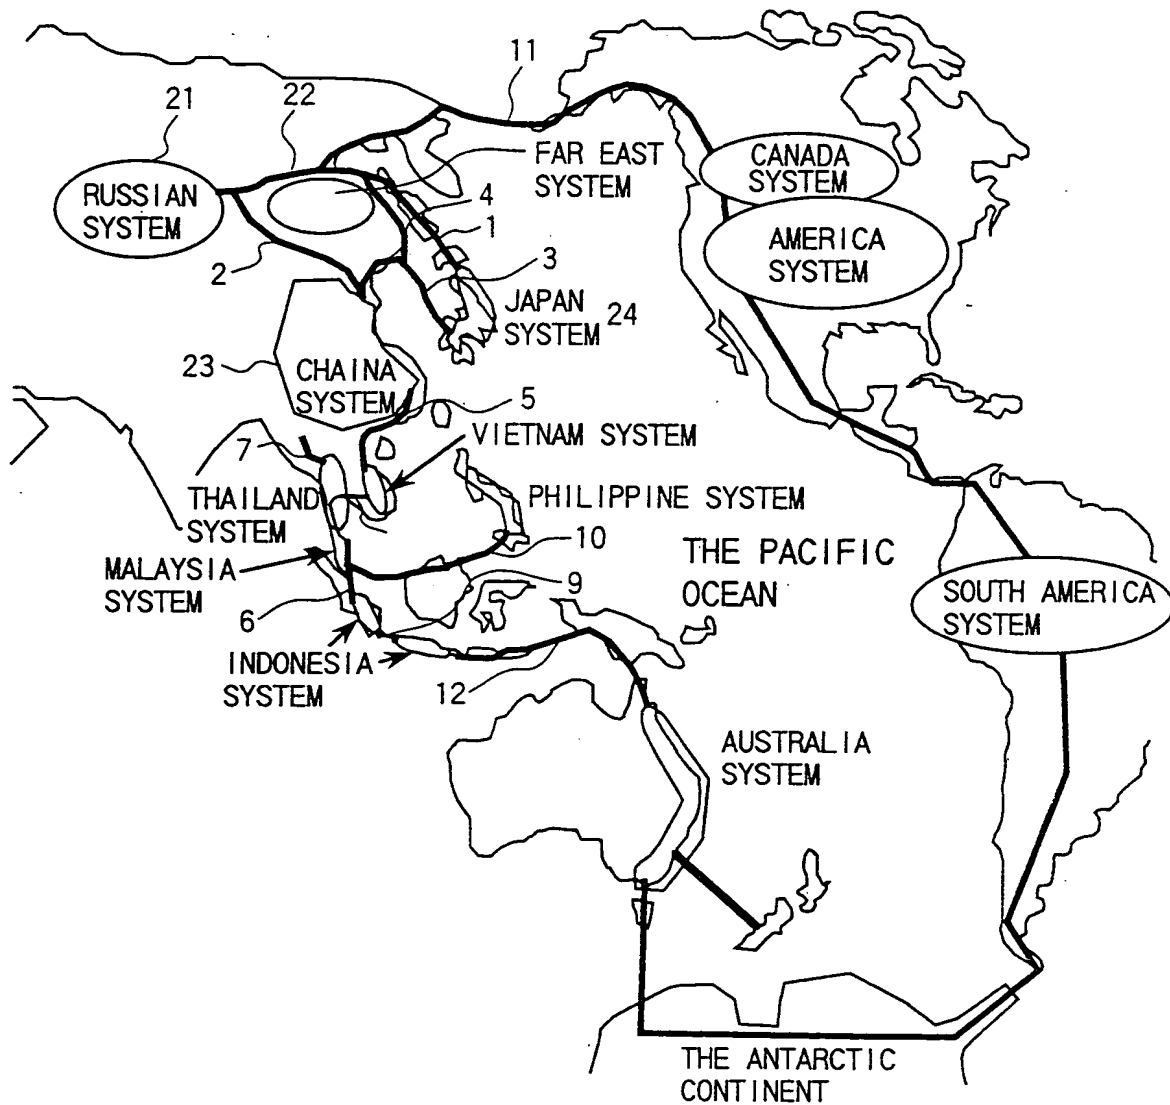 11
21
22
FAR EAST
SYSTEM
CANADA
SYSTEM
RUSSIAN
SYSTEM
4
1
AMERICA
SYSTEM
2
3
JAPAN
SYSTEM 24
23
CHAINA
SYSTEM
5
7
VIETNAM SYSTEM
THAILAND
SYSTEM
PHILIPPINE SYSTEM
10
THE PACIFIC
OCEAN
MALAYSIA
SYSTEM
9
6
SOUTH AMERICA
SYSTEM
INDONESIA
SYSTEM
12
AUSTRALIA
SYSTEM
THE ANTARCTIC
CONTINENT